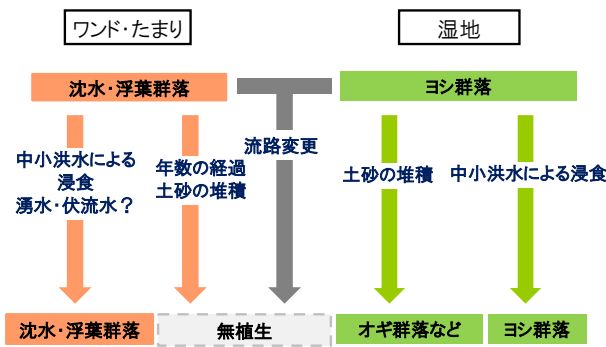 ワンド・たまり
湿地
沈水・浮葉群落
ヨシ群落
中小洪水による
浸食
湧水・伏流水？
年数の経過
土砂の堆積
流路変更
土砂の堆積
中小洪水による浸食
沈水・浮葉群落
無植生
オギ群落など
ヨシ群落